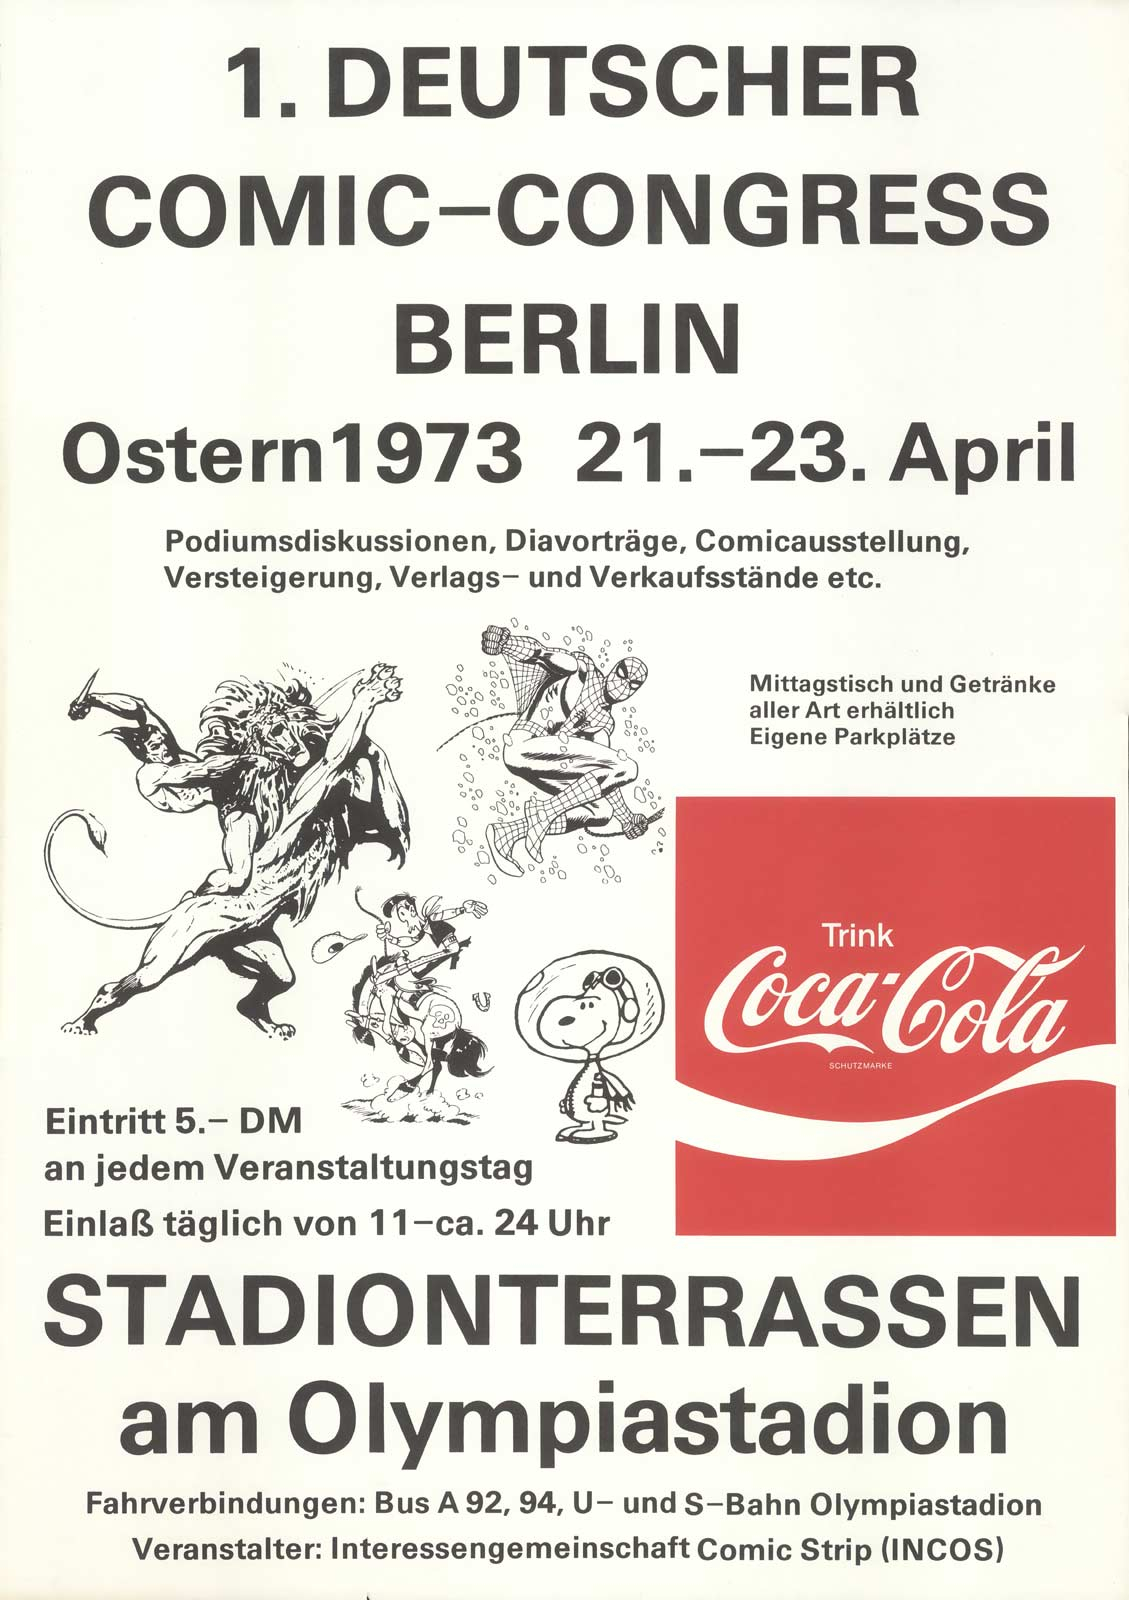 1. DEUTSCHER
COMIC–CONGRESS
BERLIN
Ostern 1973 21.–23. April
Podiumsdiskussionen, Diavorträge, Comicausstellung,
Versteigerung, Verlags– und Verkaufsstände etc.
Mittagstisch und Getränke
aller Art erhältlich
Eigene Parkplätze
Trink
Coca-Cola
SCHUTZMARKE
Eintritt 5.– DM
an jedem Veranstaltungstag
Einlaß täglich von 11–ca. 24 Uhr
STADIONTERRASSEN
am Olympiastadion
Fahrverbindungen: Bus A 92, 94, U– und S–Bahn Olympiastadion
Veranstalter: Interessengemeinschaft Comic Strip (INCOS)